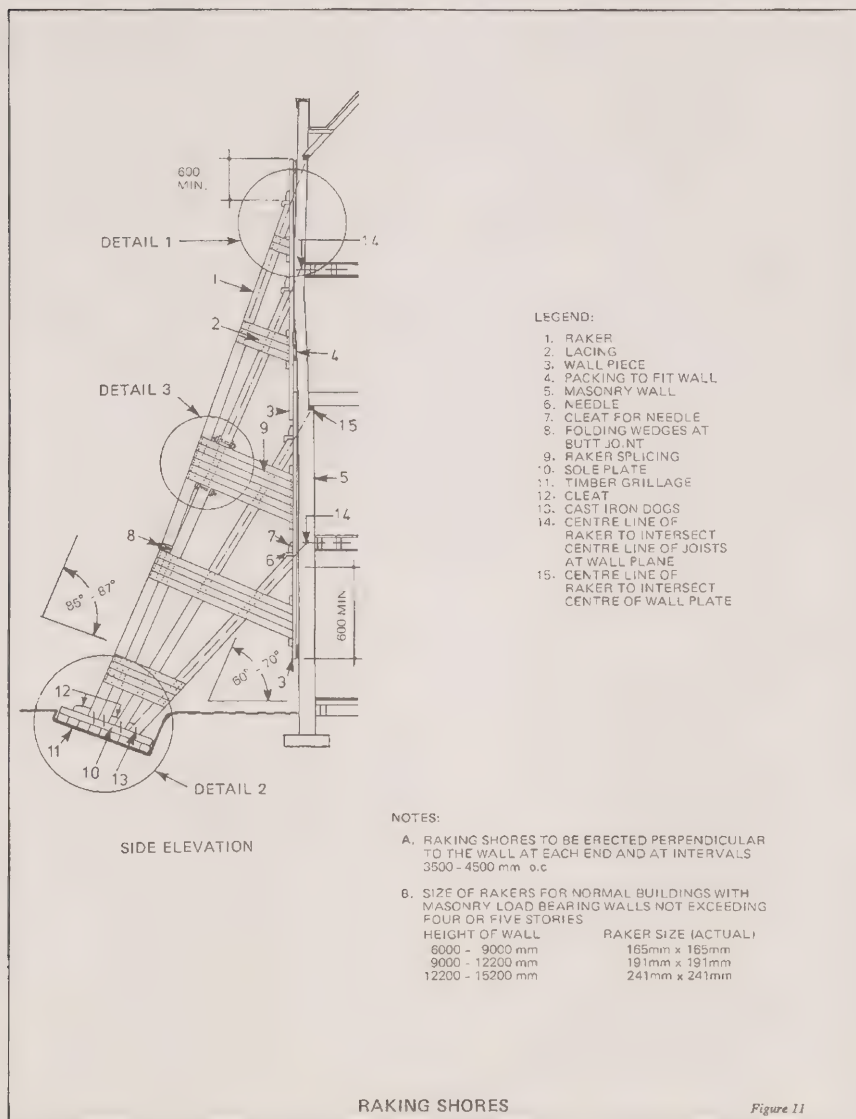 600
MIN.
DETAIL 1
14
1
2
4
DETAIL 3
3
15
9
5
14
8
7
6
85° - 87°
600 MIN
60° - 70°
3
12
11
10
13
DETAIL 2
SIDE ELEVATION
LEGEND:
1. RAKER
2. LACING
3. WALL PIECE
4. PACKING TO FIT WALL
5. MASONRY WALL
6. NEEDLE
7. CLEAT FOR NEEDLE
8. FOLDING WEDGES AT
BUTT JOINT
9. RAKER SPLICING
10. SOLE PLATE
11. TIMBER GRILLAGE
12. CLEAT
13. CAST IRON DOGS
14. CENTRE LINE OF
RAKER TO INTERSECT
CENTRE LINE OF JOISTS
AT WALL PLANE
15. CENTRE LINE OF
RAKER TO INTERSECT
CENTRE OF WALL PLATE
NOTES:
A. RAKING SHORES TO BE ERECTED PERPENDICULAR
TO THE WALL AT EACH END AND AT INTERVALS
3500 - 4500 mm o.c
B. SIZE OF RAKERS FOR NORMAL BUILDINGS WITH
MASONRY LOAD BEARING WALLS NOT EXCEEDING
FOUR OR FIVE STORIES
HEIGHT OF WALL RAKER SIZE (ACTUAL)
6000 - 9000 mm 165mm x 165mm
9000 - 12200 mm 191mm x 191mm
12200 - 15200 mm 241mm x 241mm
RAKING SHORES
Figure 11